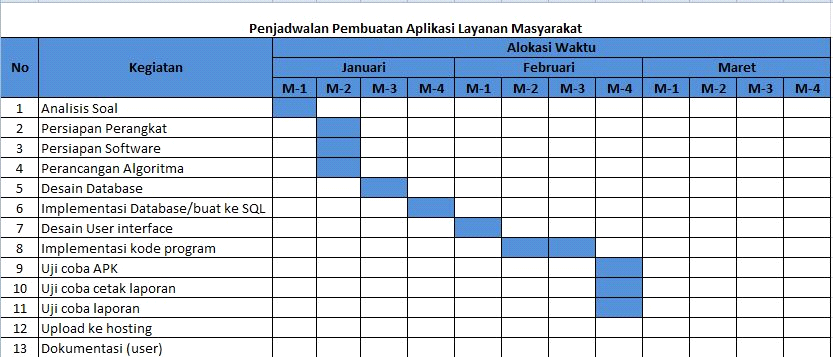 Penjadwalan Pembuatan Aplikasi Layanan Masyarakat
No Kegiatan Alokasi Waktu
Januari Februari Maret
M-1 M-2 M-3 M-4 M-1 M-2 M-3 M-4 M-1 M-2 M-3 M-4
1 Analisis Soal
2 Persiapan Perangkat
3 Persiapan Software
4 Perancangan Algoritma
5 Desain Database
6 Implementasi Database/buat ke SQL
7 Desain User interface
8 Implementasi kode program
9 Uji coba APK
10 Uji coba cetak laporan
11 Uji coba laporan
12 Upload ke hosting
13 Dokumentasi (user)